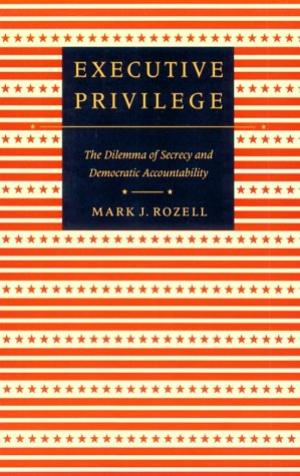 EXECUTIVE
PRIVILEGE
The Dilemma of Secrecy and
Democratic Accountability
MARK J. ROZELL